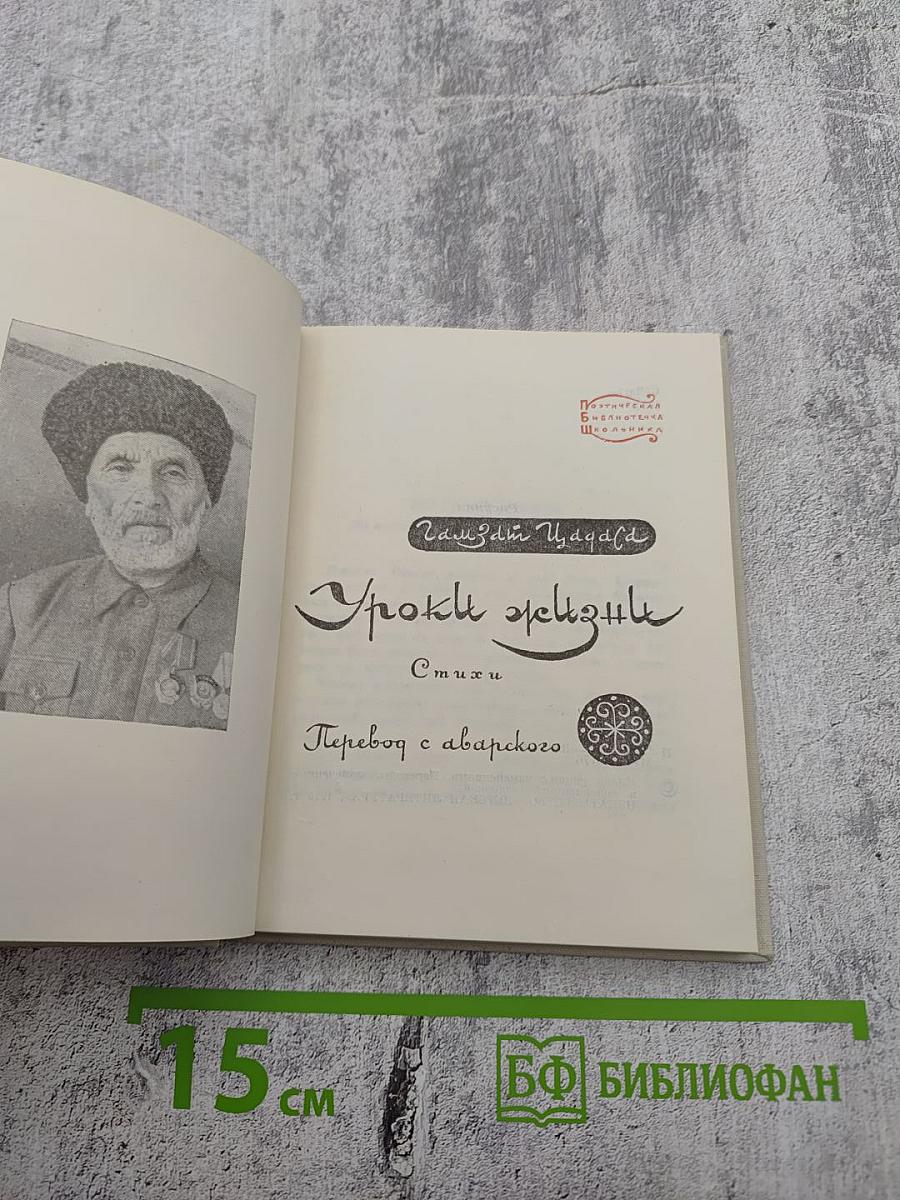 Поэтическая
Библиотечка
Школьника
Гамзат Цадаса
Уроки жизни
Стихи
Перевод с аварского
15 см
БФ БИБЛИОФАН